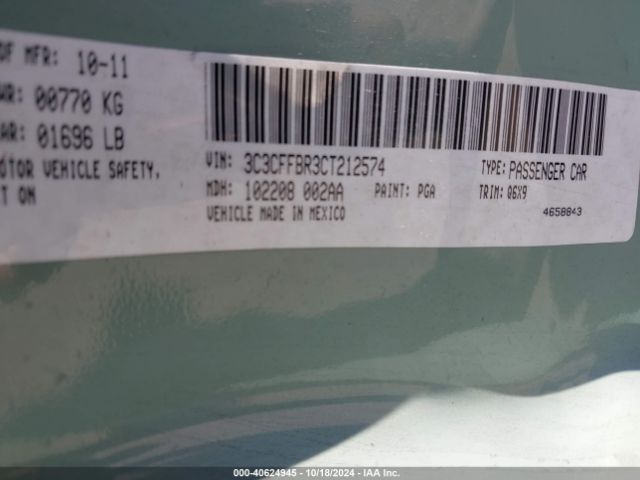 OF MFR: 10-11
WR: 00770 KG
AR: 01696 LB
OTOR VEHICLE SAFETY,
T ON
VIN: 3C3CFFBR3CT212574
TYPE: PASSENGER CAR
MDH: 102208 002AA PAINT: PGA
TRIM: Q6X9
VEHICLE MADE IN MEXICO
4658843
000-40624945 - 10/18/2024 - IAA Inc.